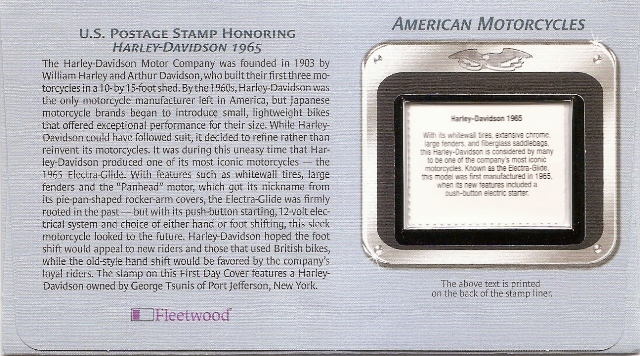 U.S. POSTAGE STAMP HONORING
HARLEY-DAVIDSON 1965
The Harley-Davidson Motor Company was founded in 1903 by
William Harley and Arthur Davidson, who built their first three mo-
torcycles in a 10-by 15-foot shed. By the 1960s, Harley-Davidson was
the only motorcycle manufacturer left in America, but Japanese
motorcycle brands began to introduce small, lightweight bikes
that offered exceptional performance for their size. While Harley-
Davidson could have followed suit, it decided to refine rather than
reinvent its motorcycles. It was during this uneasy time that Har-
ley-Davidson produced one of its most iconic motorcycles — the
1965 Electra-Glide. With features such as whitewall tires, large
fenders and the "Panhead" motor, which got its nickname from
its pie-pan-shaped rocker-arm covers, the Electra-Glide was firmly
rooted in the past — but with its push-button starting, 12-volt elec-
trical system and choice of either hand or foot shifting, this sleek
motorcycle looked to the future. Harley-Davidson hoped the foot
shift would appeal to new riders and those that used British bikes,
while the old-style hand shift would be favored by the company's
loyal riders. The stamp on this First Day Cover features a Harley-
Davidson owned by George Tsunis of Port Jefferson, New York.
Fleetwood
AMERICAN MOTORCYCLES
Harley-Davidson 1965
With its whitewall tires, extensive chrome,
large fenders, and fiberglass saddlebags,
this Harley-Davidson is considered by many
to be one of the company's most iconic
motorcycles. Known as the Electra-Glide,
this model was first manufactured in 1965,
when its new features included a
push-button electric starter.
The above text is printed
on the back of the stamp liner.